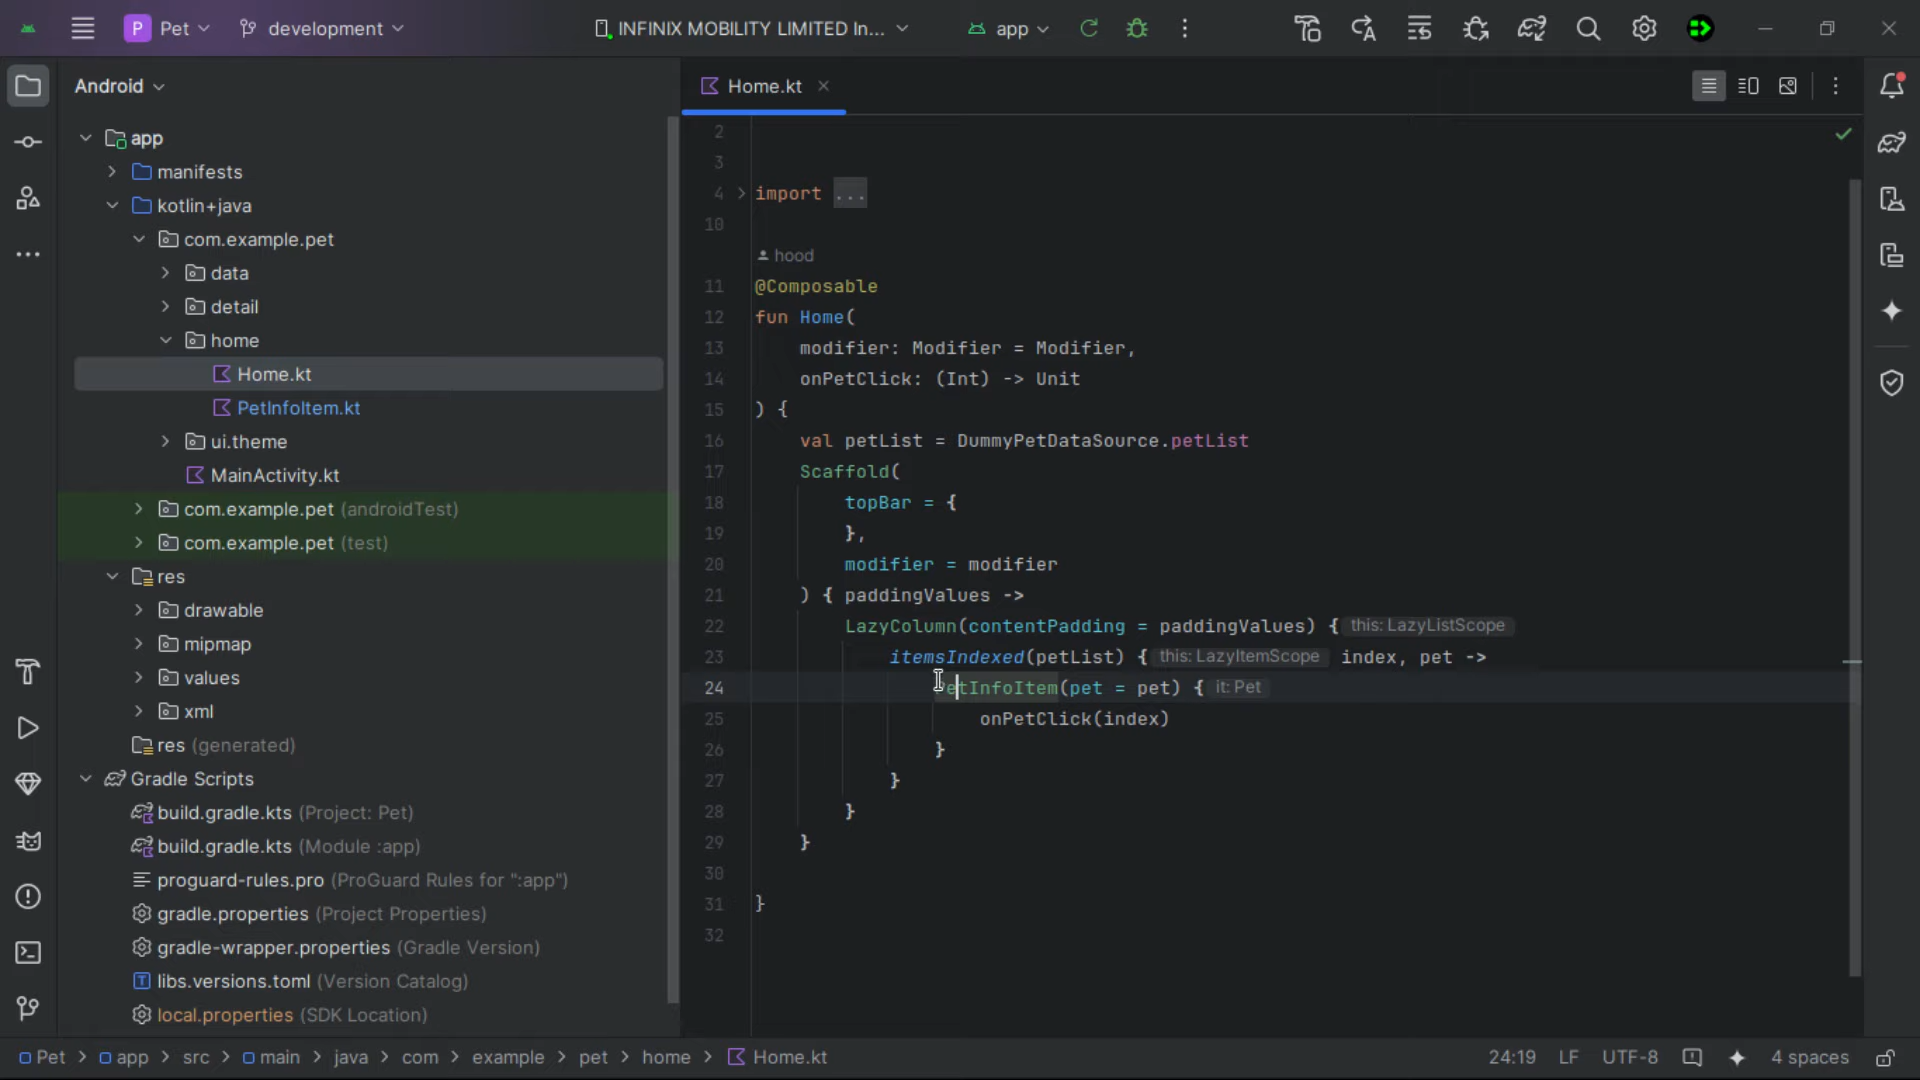 P Pet development INFINIX MOBILITY LIMITED In... app
Android
Home.kt
app
manifests
kotlin+java
com.example.pet
data
detail
home
Home.kt
PetInfoItem.kt
ui.theme
MainActivity.kt
com.example.pet (androidTest)
com.example.pet (test)
res
drawable
mipmap
values
xml
res (generated)
Gradle Scripts
build.gradle.kts (Project: Pet)
build.gradle.kts (Module :app)
proguard-rules.pro (ProGuard Rules for ":app")
gradle.properties (Project Properties)
gradle-wrapper.properties (Gradle Version)
libs.versions.toml (Version Catalog)
local.properties (SDK Location)
2
3
4 import ...
10
hood
11 @Composable
12 fun Home(
13 modifier: Modifier = Modifier,
14 onPetClick: (Int) -> Unit
15 ) {
16 val petList = DummyPetDataSource.petList
17 Scaffold(
18 topBar = {
19 },
20 modifier = modifier
21 ) { paddingValues ->
22 LazyColumn(contentPadding = paddingValues) { this: LazyListScope
23 itemsIndexed(petList) { this: LazyItemScope index, pet ->
24 PetInfoItem(pet = pet) { it: Pet
25 onPetClick(index)
26 }
27 }
28 }
29 }
30
31 }
32
Pet > app > src > main > java > com > example > pet > home > Home.kt 24:19 LF UTF-8 4 spaces